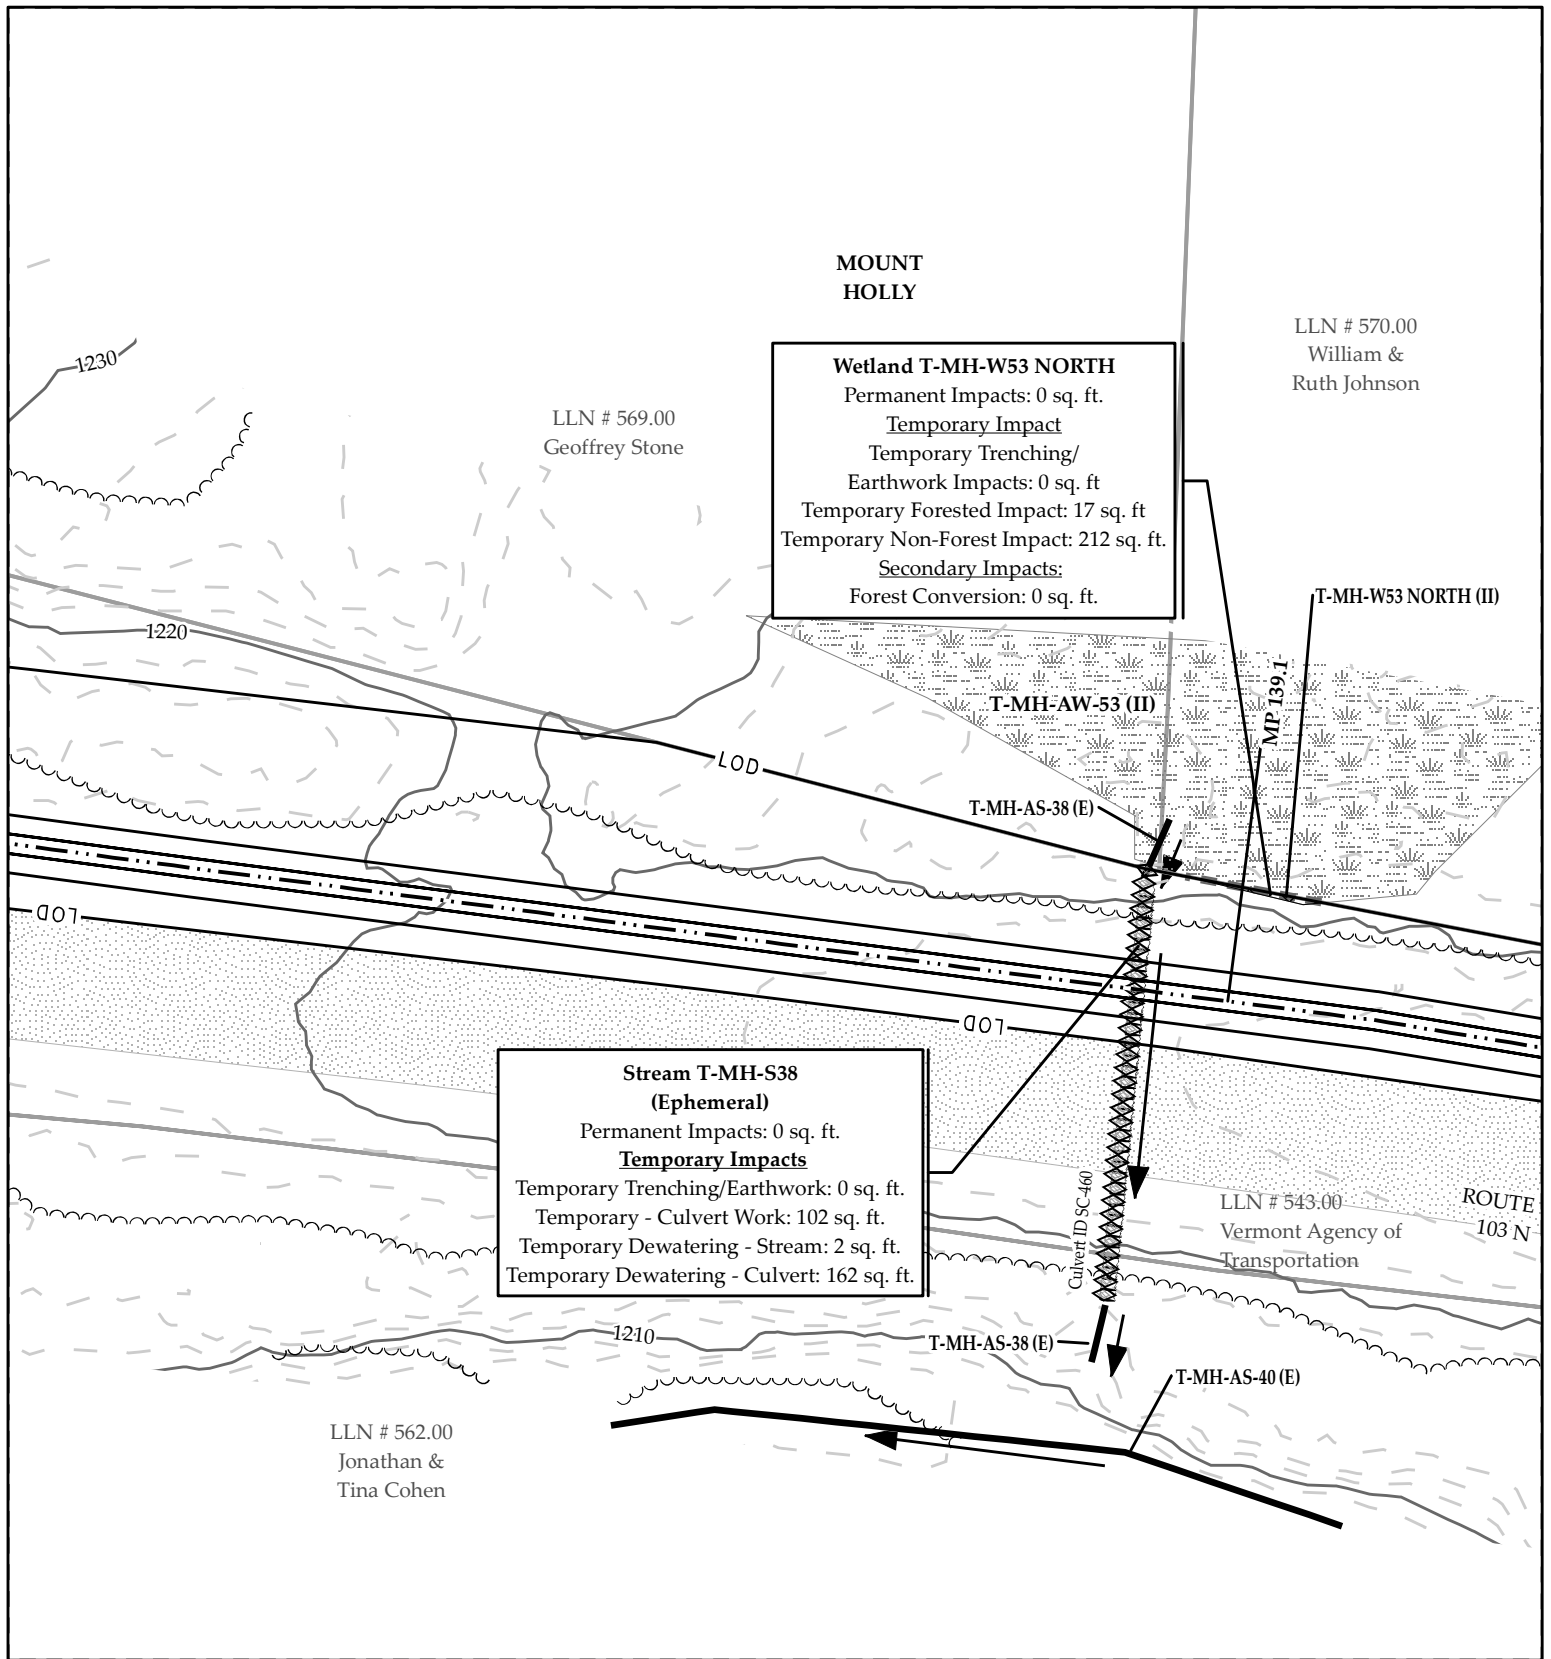 MOUNT
HOLLY
LLN # 570.00
William &
Ruth Johnson
1230
LLN # 569.00
Geoffrey Stone
Wetland T-MH-W53 NORTH
Permanent Impacts: 0 sq. ft.
Temporary Impact
Temporary Trenching/
Earthwork Impacts: 0 sq. ft
Temporary Forested Impact: 17 sq. ft
Temporary Non-Forest Impact: 212 sq. ft.
Secondary Impacts:
Forest Conversion: 0 sq. ft.
T-MH-W53 NORTH (II)
1220
MP 139.1
T-MH-AW-53 (II)
LOD
T-MH-AS-38 (E)
LOD
LOD
Stream T-MH-S38
(Ephemeral)
Permanent Impacts: 0 sq. ft.
Temporary Impacts
Temporary Trenching/Earthwork: 0 sq. ft.
Temporary - Culvert Work: 102 sq. ft.
Temporary Dewatering - Stream: 2 sq. ft.
Temporary Dewatering - Culvert: 162 sq. ft.
Culvert ID SC-460
LLN # 543.00
Vermont Agency of
Transportation
ROUTE
103 N
1210
T-MH-AS-38 (E)
T-MH-AS-40 (E)
LLN # 562.00
Jonathan &
Tina Cohen